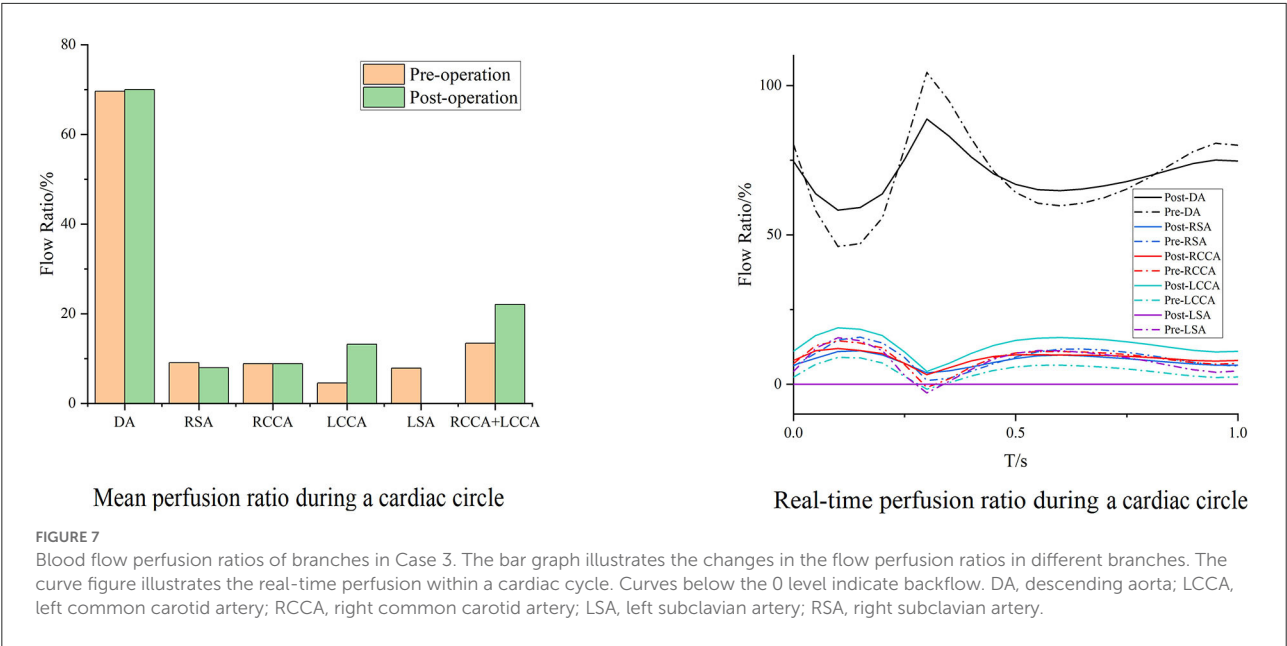 80
60
40
20
0
Flow Ratio/%
Pre-operation
Post-operation
DA
RSA
RCCA
LCCA
LSA
RCCA+LCCA
Mean perfusion ratio during a cardiac circle
100
50
0
Flow Ratio/%
Post-DA
Pre-DA
Post-RSA
Pre-RSA
Post-RCCA
Pre-RCCA
Post-LCCA
Pre-LCCA
Post-LSA
Pre-LSA
0.0
0.5
1.0
T/s
Real-time perfusion ratio during a cardiac circle
FIGURE 7
Blood flow perfusion ratios of branches in Case 3. The bar graph illustrates the changes in the flow perfusion ratios in different branches. The
curve figure illustrates the real-time perfusion within a cardiac cycle. Curves below the 0 level indicate backflow. DA, descending aorta; LCCA,
left common carotid artery; RCCA, right common carotid artery; LSA, left subclavian artery; RSA, right subclavian artery.